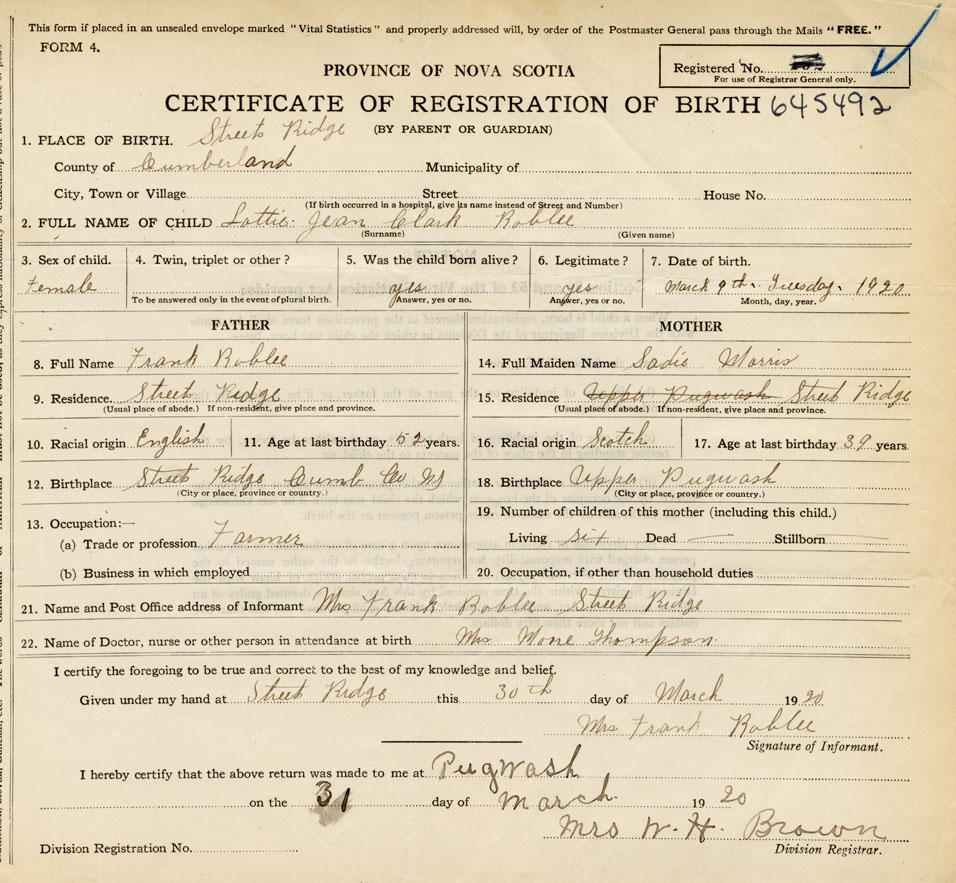 This form if placed in an unsealed envelope marked "Vital Statistics" and properly addressed will, by order of the Postmaster General pass through the Mails "FREE."
FORM 4.
Registered No.
For use of Registrar General only.
PROVINCE OF NOVA SCOTIA
CERTIFICATE OF REGISTRATION OF BIRTH 645492
(BY PARENT OR GUARDIAN)
1. PLACE OF BIRTH. Street Ridge
County of Cumberland Municipality of
City, Town or Village Street House No.
(If birth occurred in a hospital, give its name instead of Street and Number)
2. FULL NAME OF CHILD Lottie Jean Clark Roblee
(Surname) (Given name)
3. Sex of child. 4. Twin, triplet or other? 5. Was the child born alive? 6. Legitimate? 7. Date of birth.
Female yes yes March 9th. Tuesday. 1920
To be answered only in the event of plural birth. Answer, yes or no. Answer, yes or no. Month, day, year.
FATHER MOTHER
8. Full Name Frank Roblee 14. Full Maiden Name Sadie Morris
9. Residence. Street Ridge 15. Residence Upper Pugwash Street Ridge
(Usual place of abode.) If non-resident, give place and province. (Usual place of abode.) If non-resident, give place and province.
10. Racial origin English 11. Age at last birthday 52 years. 16. Racial origin Scotch 17. Age at last birthday 39 years
12. Birthplace Street Ridge Cumb Co NS 18. Birthplace Upper Pugwash
(City or place, province or country.) (City or place, province or country.)
13. Occupation:— 19. Number of children of this mother (including this child.)
(a) Trade or profession Farmer Living six Dead — Stillborn —
(b) Business in which employed 20. Occupation, if other than household duties
21. Name and Post Office address of Informant Mrs Frank Roblee Street Ridge
22. Name of Doctor, nurse or other person in attendance at birth Mrs Thompson
I certify the foregoing to be true and correct to the best of my knowledge and belief.
Given under my hand at Street Ridge this 30th day of March 1920
Mrs Frank Roblee
Signature of Informant.
I hereby certify that the above return was made to me at Pugwash
on the 31 day of March 1920
Mrs W. H. Brown
Division Registrar.
Division Registration No.